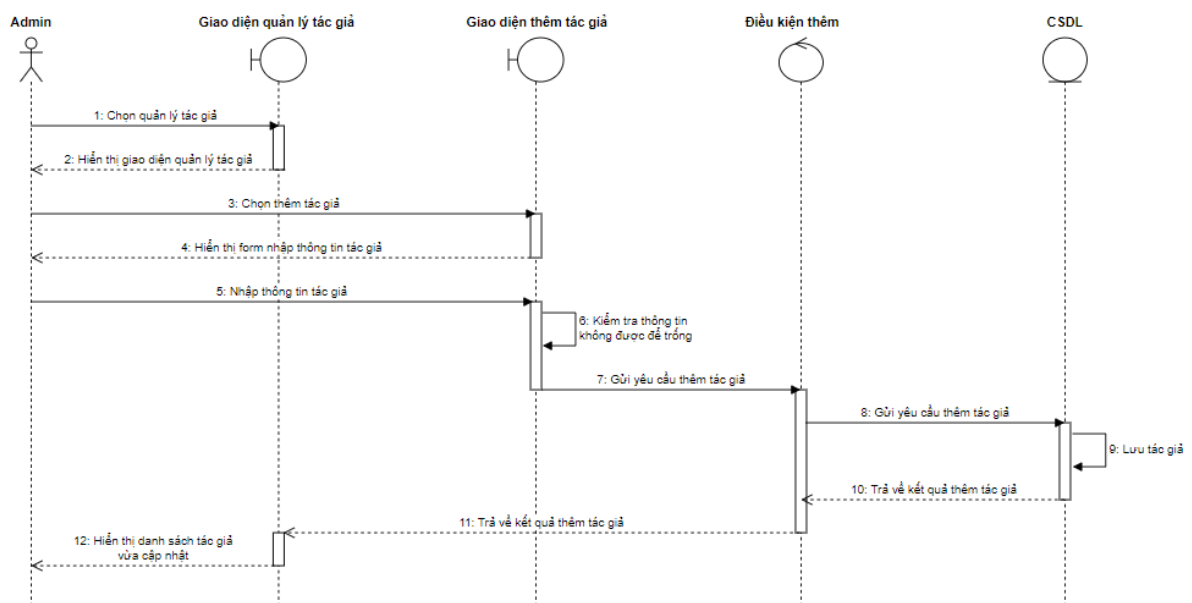 Admin
Giao diện quản lý tác giả
Giao diện thêm tác giả
Điều kiện thêm
CSDL
1: Chọn quản lý tác giả
2: Hiển thị giao diện quản lý tác giả
3: Chọn thêm tác giả
4: Hiển thị form nhập thông tin tác giả
5: Nhập thông tin tác giả
6: Kiểm tra thông tin
không được để trống
7: Gửi yêu cầu thêm tác giả
8: Gửi yêu cầu thêm tác giả
9: Lưu tác giả
10: Trả về kết quả thêm tác giả
11: Trả về kết quả thêm tác giả
12: Hiển thị danh sách tác giả
vừa cập nhật